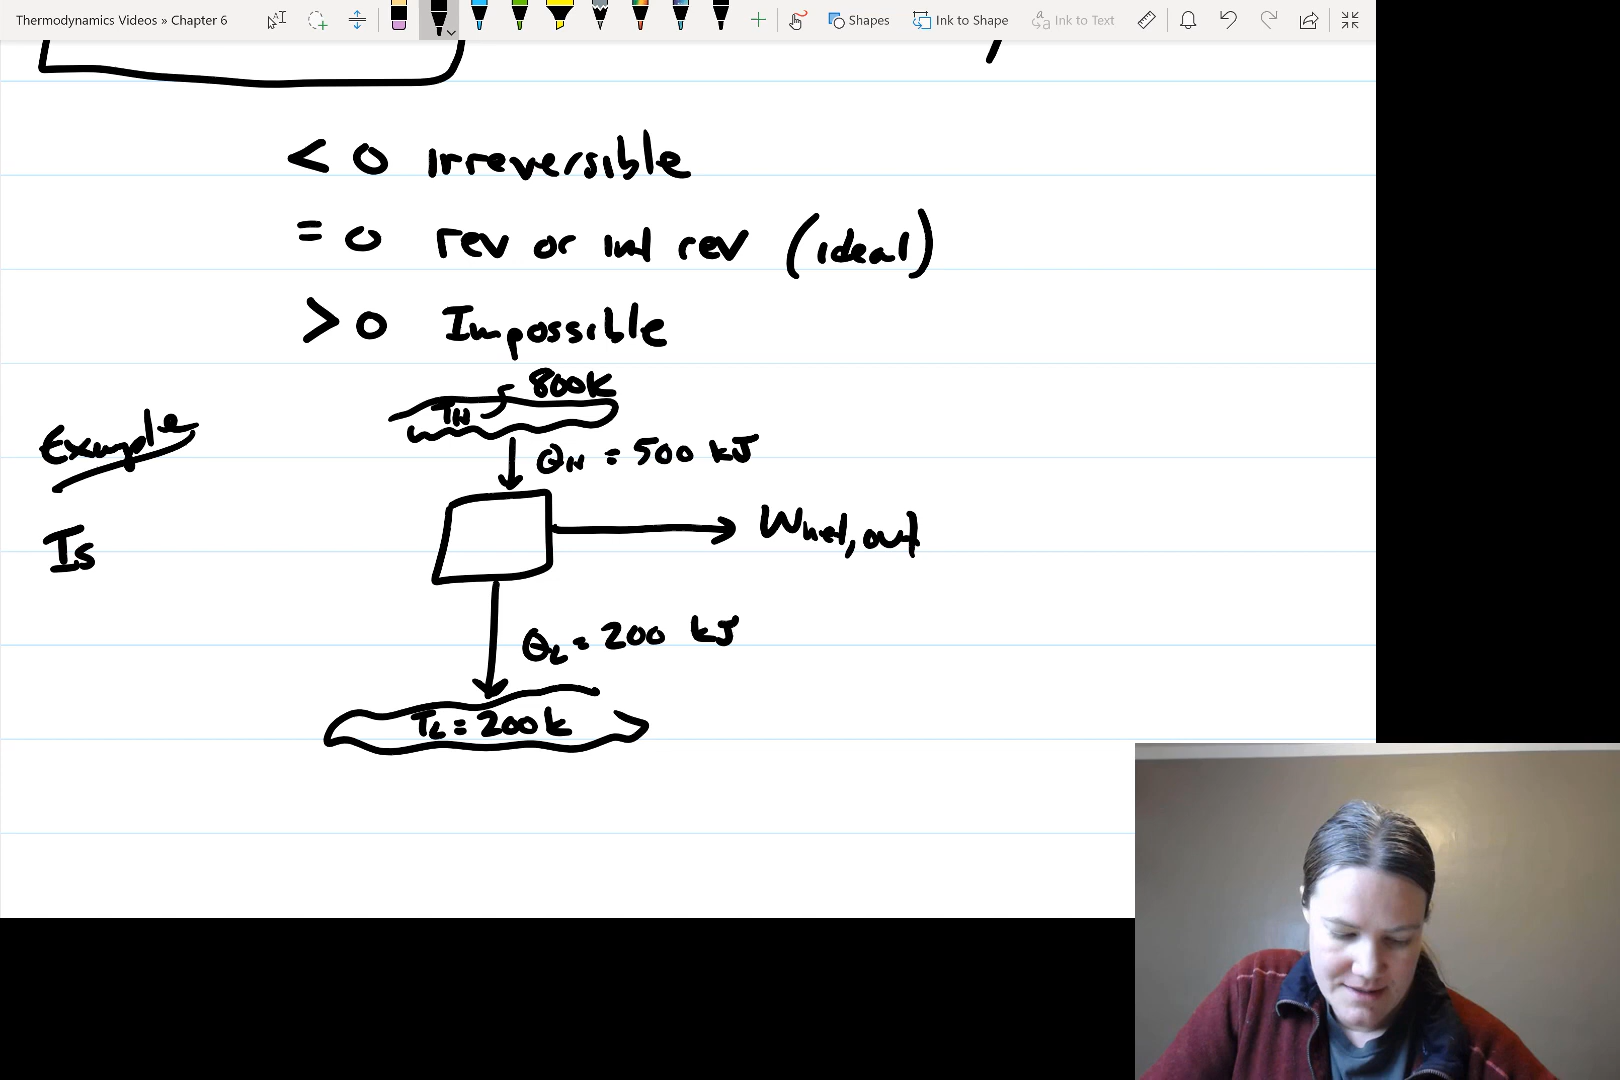 Thermodynamics Videos » Chapter 6
Shapes
Ink to Shape
Ink to Text
< 0 irreversible
= 0 rev or int rev (ideal)
> 0 Impossible
800K
TH
Example
QH = 500 kJ
Wnet, out
Is
QL = 200 kJ
TL = 200k